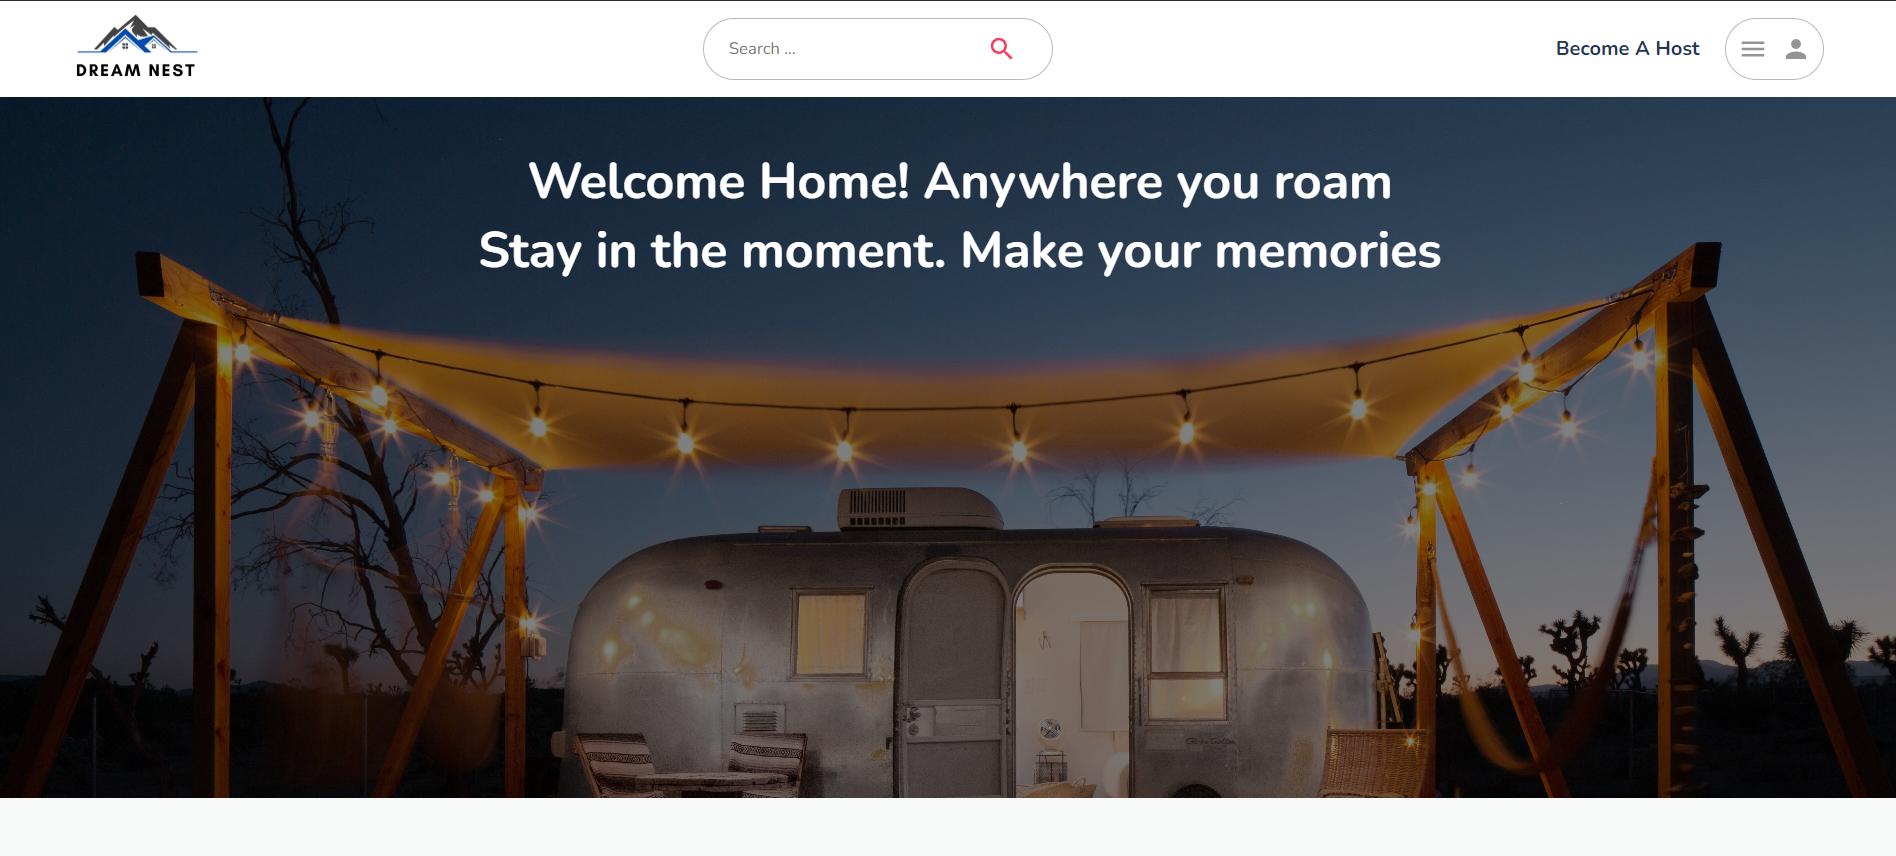 DREAM NEST
Search ...
Become A Host
Welcome Home! Anywhere you roam
Stay in the moment. Make your memories